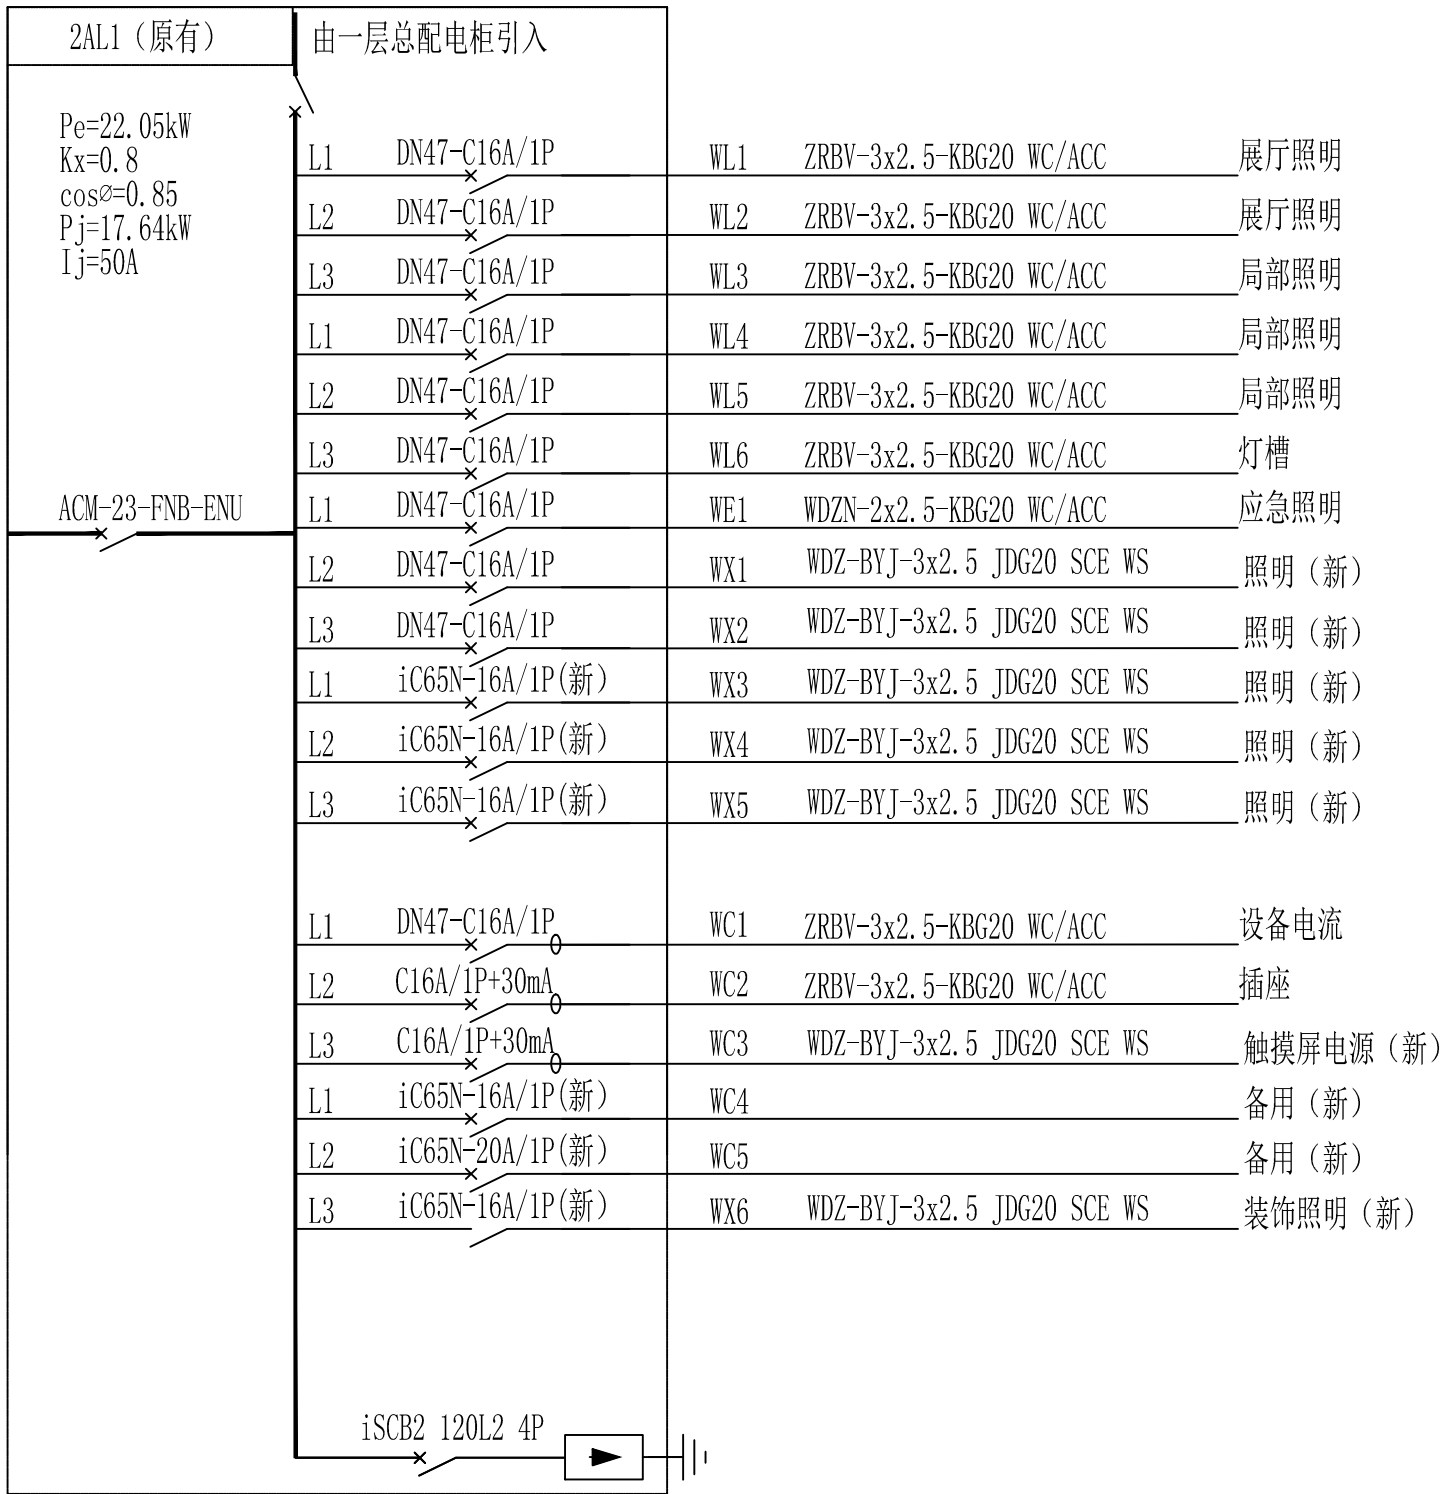 2AL1（原有） 由一层总配电柜引入
Pe=22.05kW
Kx=0.8
cosø=0.85
Pj=17.64kW
Ij=50A
L1 DN47-C16A/1P WL1 ZRBV-3x2.5-KBG20 WC/ACC 展厅照明
L2 DN47-C16A/1P WL2 ZRBV-3x2.5-KBG20 WC/ACC 展厅照明
L3 DN47-C16A/1P WL3 ZRBV-3x2.5-KBG20 WC/ACC 局部照明
L1 DN47-C16A/1P WL4 ZRBV-3x2.5-KBG20 WC/ACC 局部照明
L2 DN47-C16A/1P WL5 ZRBV-3x2.5-KBG20 WC/ACC 局部照明
L3 DN47-C16A/1P WL6 ZRBV-3x2.5-KBG20 WC/ACC 灯槽
ACM-23-FNB-ENU
L1 DN47-C16A/1P WE1 WDZN-2x2.5-KBG20 WC/ACC 应急照明
L2 DN47-C16A/1P WX1 WDZ-BYJ-3x2.5 JDG20 SCE WS 照明（新）
L3 DN47-C16A/1P WX2 WDZ-BYJ-3x2.5 JDG20 SCE WS 照明（新）
L1 iC65N-16A/1P(新） WX3 WDZ-BYJ-3x2.5 JDG20 SCE WS 照明（新）
L2 iC65N-16A/1P(新） WX4 WDZ-BYJ-3x2.5 JDG20 SCE WS 照明（新）
L3 iC65N-16A/1P(新） WX5 WDZ-BYJ-3x2.5 JDG20 SCE WS 照明（新）
L1 DN47-C16A/1P WC1 ZRBV-3x2.5-KBG20 WC/ACC 设备电流
L2 C16A/1P+30mA WC2 ZRBV-3x2.5-KBG20 WC/ACC 插座
L3 C16A/1P+30mA WC3 WDZ-BYJ-3x2.5 JDG20 SCE WS 触摸屏电源（新）
L1 iC65N-16A/1P(新） WC4 备用（新）
L2 iC65N-20A/1P(新） WC5 备用（新）
L3 iC65N-16A/1P(新） WX6 WDZ-BYJ-3x2.5 JDG20 SCE WS 装饰照明（新）
iSCB2 120L2 4P